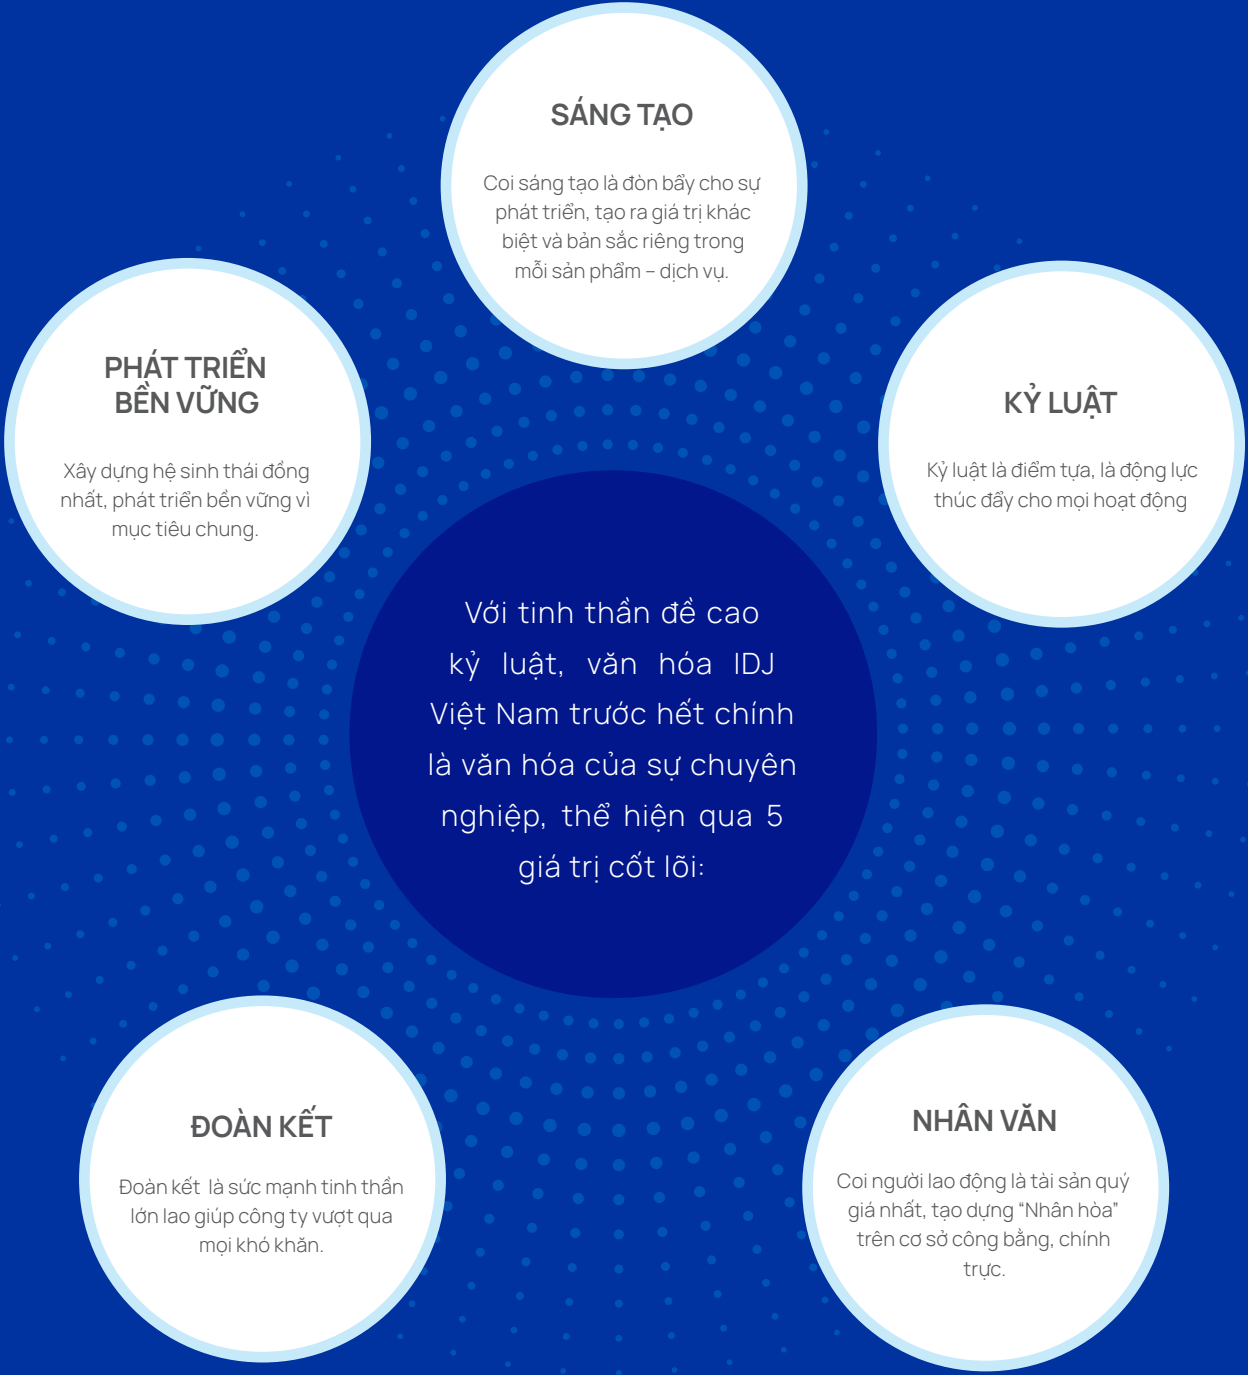 SÁNG TẠO
Coi sáng tạo là đòn bẩy cho sự
phát triển, tạo ra giá trị khác
biệt và bản sắc riêng trong
mỗi sản phẩm – dịch vụ.
PHÁT TRIỂN
BỀN VỮNG
Xây dựng hệ sinh thái đồng
nhất, phát triển bền vững vì
mục tiêu chung.
KỶ LUẬT
Kỷ luật là điểm tựa, là động lực
thúc đẩy cho mọi hoạt động
Với tinh thần đề cao
kỷ luật, văn hóa IDJ
Việt Nam trước hết chính
là văn hóa của sự chuyên
nghiệp, thể hiện qua 5
giá trị cốt lõi:
ĐOÀN KẾT
Đoàn kết là sức mạnh tinh thần
lớn lao giúp công ty vượt qua
mọi khó khăn.
NHÂN VĂN
Coi người lao động là tài sản quý
giá nhất, tạo dựng “Nhân hòa”
trên cơ sở công bằng, chính
trực.